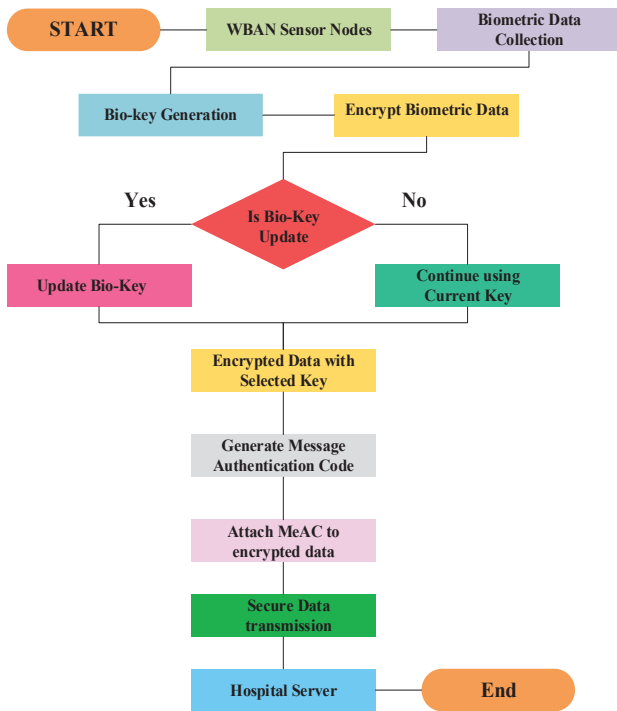 START
WBAN Sensor Nodes
Biometric Data
Collection
Bio-key Generation
Encrypt Biometric Data
Yes
Is Bio-Key
Update
No
Update Bio-Key
Continue using
Current Key
Encrypted Data with
Selected Key
Generate Message
Authentication Code
Attach MeAC to
encrypted data
Secure Data
transmission
Hospital Server
End